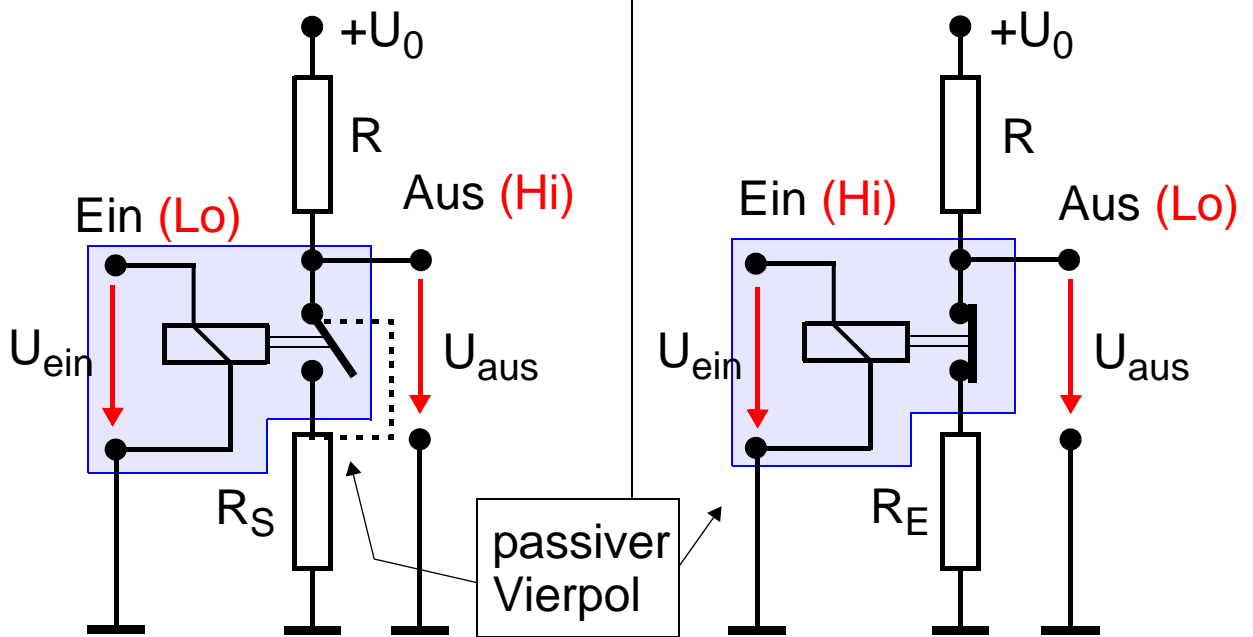 +U₀
R
Ein (Lo)
Aus (Hi)
Uein
Uaus
RS
+U₀
R
Ein (Hi)
Aus (Lo)
Uein
Uaus
RE
passiver
Vierpol